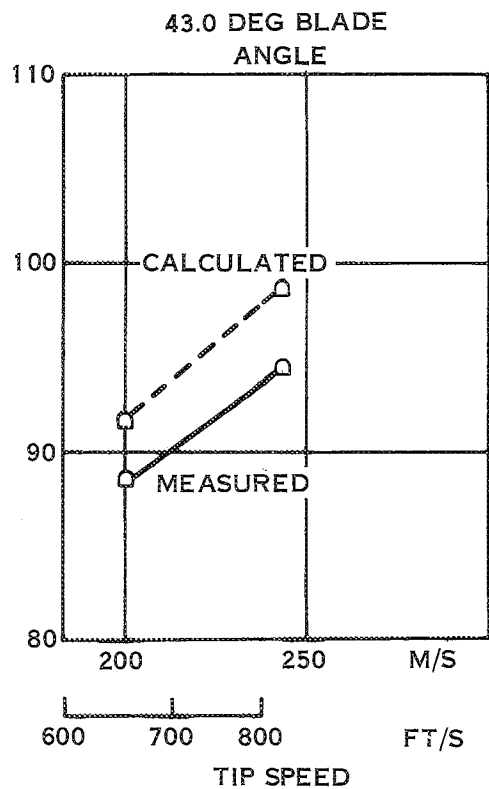 43.0 DEG BLADE
ANGLE
110
100
CALCULATED
90
MEASURED
80
200 250 M/S
600 700 800 FT/S
TIP SPEED